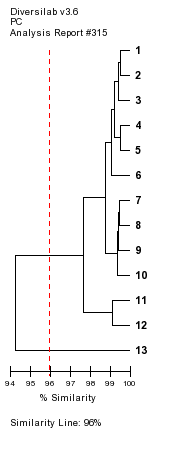 Diversilab v3.6
PC
Analysis Report #315
1
2
3
4
5
6
7
8
9
10
11
12
13
94 95 96 97 98 99 100
% Similarity
Similarity Line: 96%